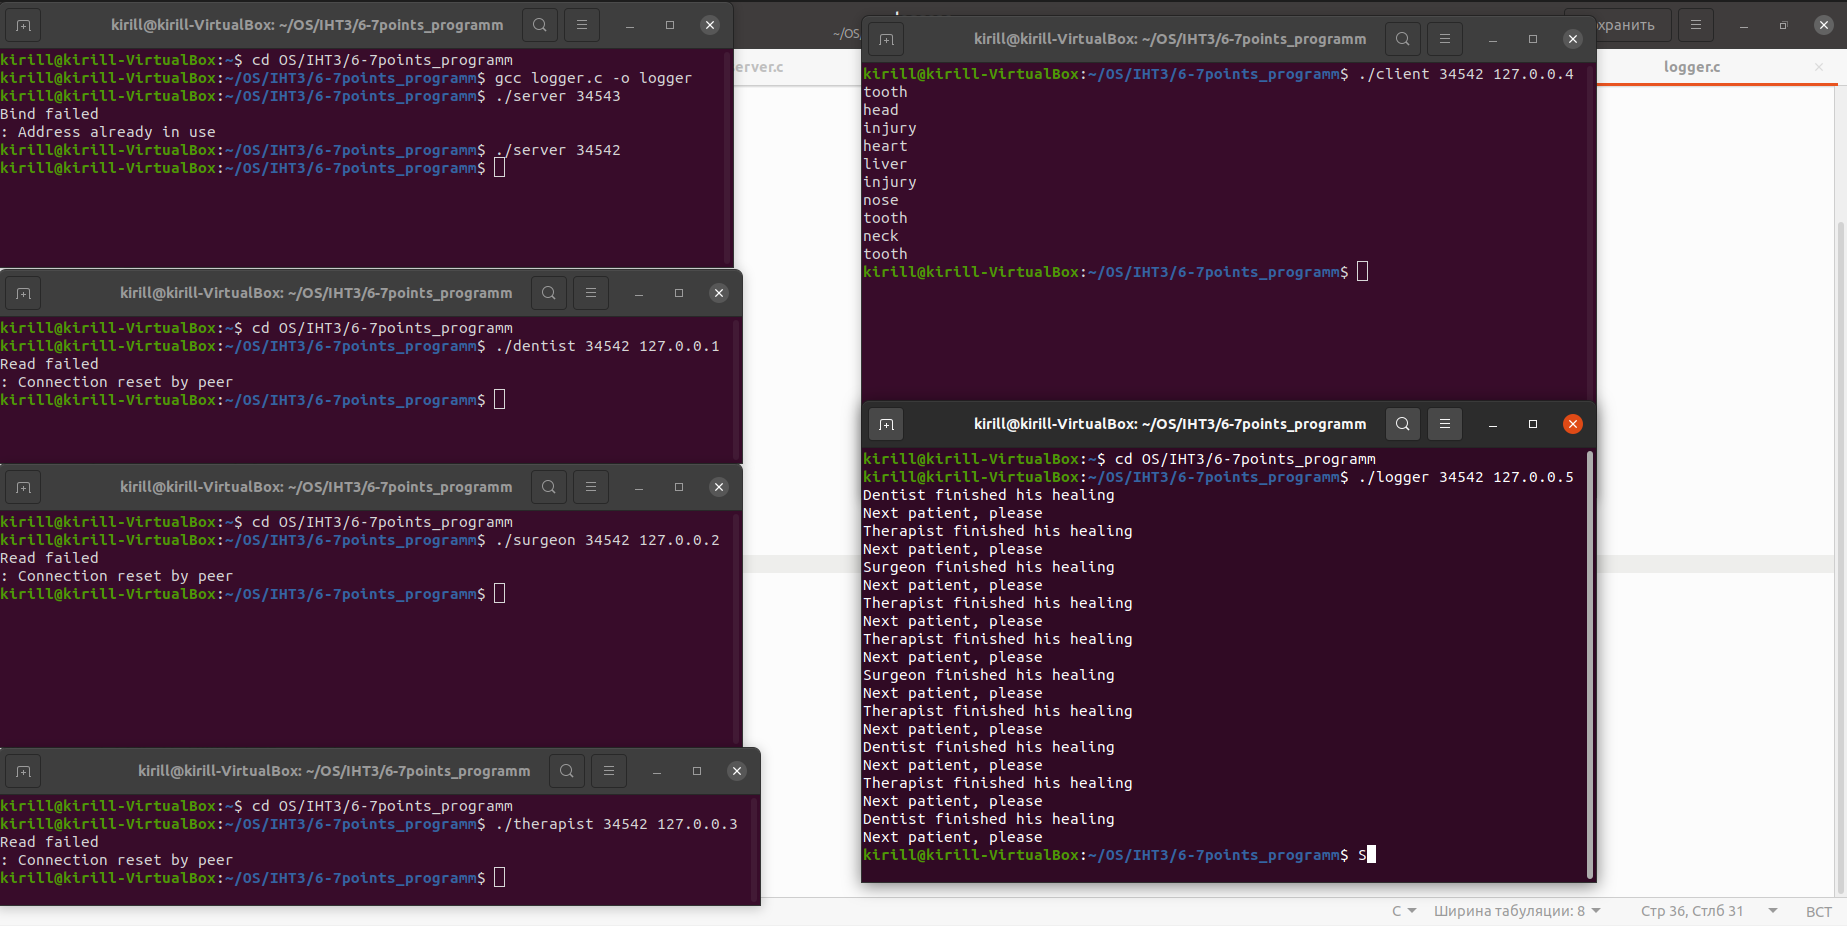 kirill@kirill-VirtualBox: ~/OS/IHT3/6-7points_programm
kirill@kirill-VirtualBox:~$ cd OS/IHT3/6-7points_programm
kirill@kirill-VirtualBox:~/OS/IHT3/6-7points_programm$ gcc logger.c -o logger
kirill@kirill-VirtualBox:~/OS/IHT3/6-7points_programm$ ./server 34543
Bind failed
: Address already in use
kirill@kirill-VirtualBox:~/OS/IHT3/6-7points_programm$ ./server 34542
kirill@kirill-VirtualBox:~/OS/IHT3/6-7points_programm$
kirill@kirill-VirtualBox: ~/OS/IHT3/6-7points_programm
kirill@kirill-VirtualBox:~$ cd OS/IHT3/6-7points_programm
kirill@kirill-VirtualBox:~/OS/IHT3/6-7points_programm$ ./dentist 34542 127.0.0.1
Read failed
: Connection reset by peer
kirill@kirill-VirtualBox:~/OS/IHT3/6-7points_programm$
kirill@kirill-VirtualBox: ~/OS/IHT3/6-7points_programm
kirill@kirill-VirtualBox:~$ cd OS/IHT3/6-7points_programm
kirill@kirill-VirtualBox:~/OS/IHT3/6-7points_programm$ ./surgeon 34542 127.0.0.2
Read failed
: Connection reset by peer
kirill@kirill-VirtualBox:~/OS/IHT3/6-7points_programm$
kirill@kirill-VirtualBox: ~/OS/IHT3/6-7points_programm
kirill@kirill-VirtualBox:~$ cd OS/IHT3/6-7points_programm
kirill@kirill-VirtualBox:~/OS/IHT3/6-7points_programm$ ./therapist 34542 127.0.0.3
Read failed
: Connection reset by peer
kirill@kirill-VirtualBox:~/OS/IHT3/6-7points_programm$
~/OS/
хранить
erver.c
logger.c
kirill@kirill-VirtualBox: ~/OS/IHT3/6-7points_programm
kirill@kirill-VirtualBox:~/OS/IHT3/6-7points_programm$ ./client 34542 127.0.0.4
tooth
head
injury
heart
liver
injury
nose
tooth
neck
tooth
kirill@kirill-VirtualBox:~/OS/IHT3/6-7points_programm$
kirill@kirill-VirtualBox: ~/OS/IHT3/6-7points_programm
kirill@kirill-VirtualBox:~$ cd OS/IHT3/6-7points_programm
kirill@kirill-VirtualBox:~/OS/IHT3/6-7points_programm$ ./logger 34542 127.0.0.5
Dentist finished his healing
Next patient, please
Therapist finished his healing
Next patient, please
Surgeon finished his healing
Next patient, please
Therapist finished his healing
Next patient, please
Therapist finished his healing
Next patient, please
Surgeon finished his healing
Next patient, please
Therapist finished his healing
Next patient, please
Dentist finished his healing
Next patient, please
Therapist finished his healing
Next patient, please
Dentist finished his healing
Next patient, please
kirill@kirill-VirtualBox:~/OS/IHT3/6-7points_programm$ S
C
Ширина табуляции: 8
Стр 36, Стлб 31
ВСТ